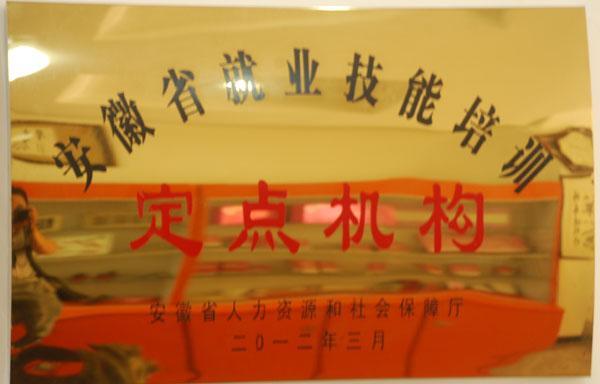 安徽省就业技能培训
定点机构
安徽省人力资源和社会保障厅
二〇一二年三月